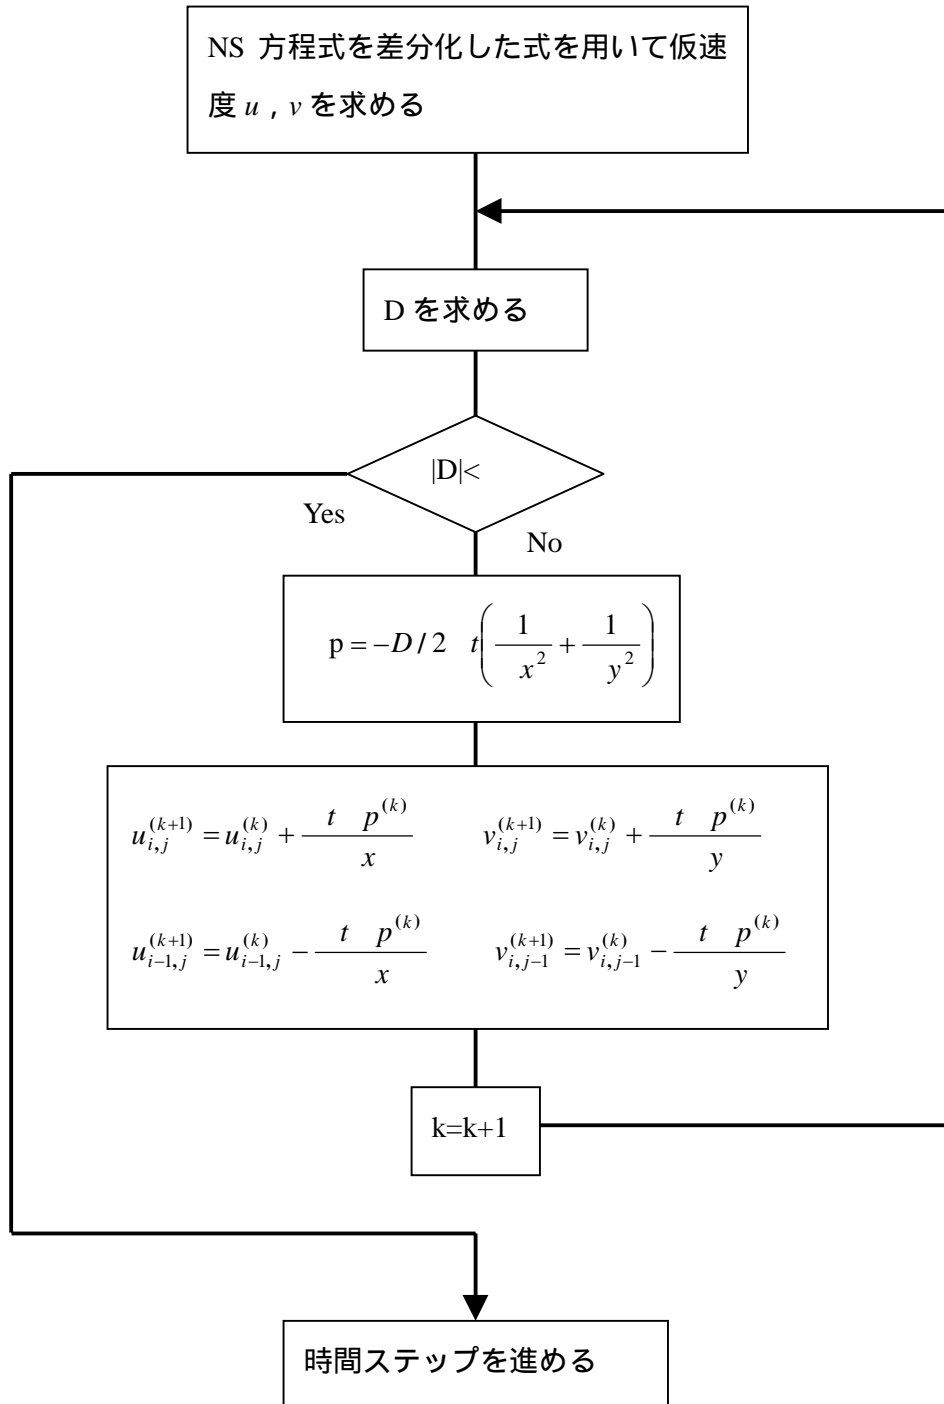 NS 方程式を差分化した式を用いて仮速
度 u , v を求める
D を求める
|D|<
Yes
No
p = −D / 2 t( 1/x^2 + 1/y^2 )
u_{i,j}^{(k+1)} = u_{i,j}^{(k)} + t p^{(k)}/x v_{i,j}^{(k+1)} = v_{i,j}^{(k)} + t p^{(k)}/y
u_{i−1,j}^{(k+1)} = u_{i−1,j}^{(k)} − t p^{(k)}/x v_{i,j−1}^{(k+1)} = v_{i,j−1}^{(k)} − t p^{(k)}/y
k=k+1
時間ステップを進める